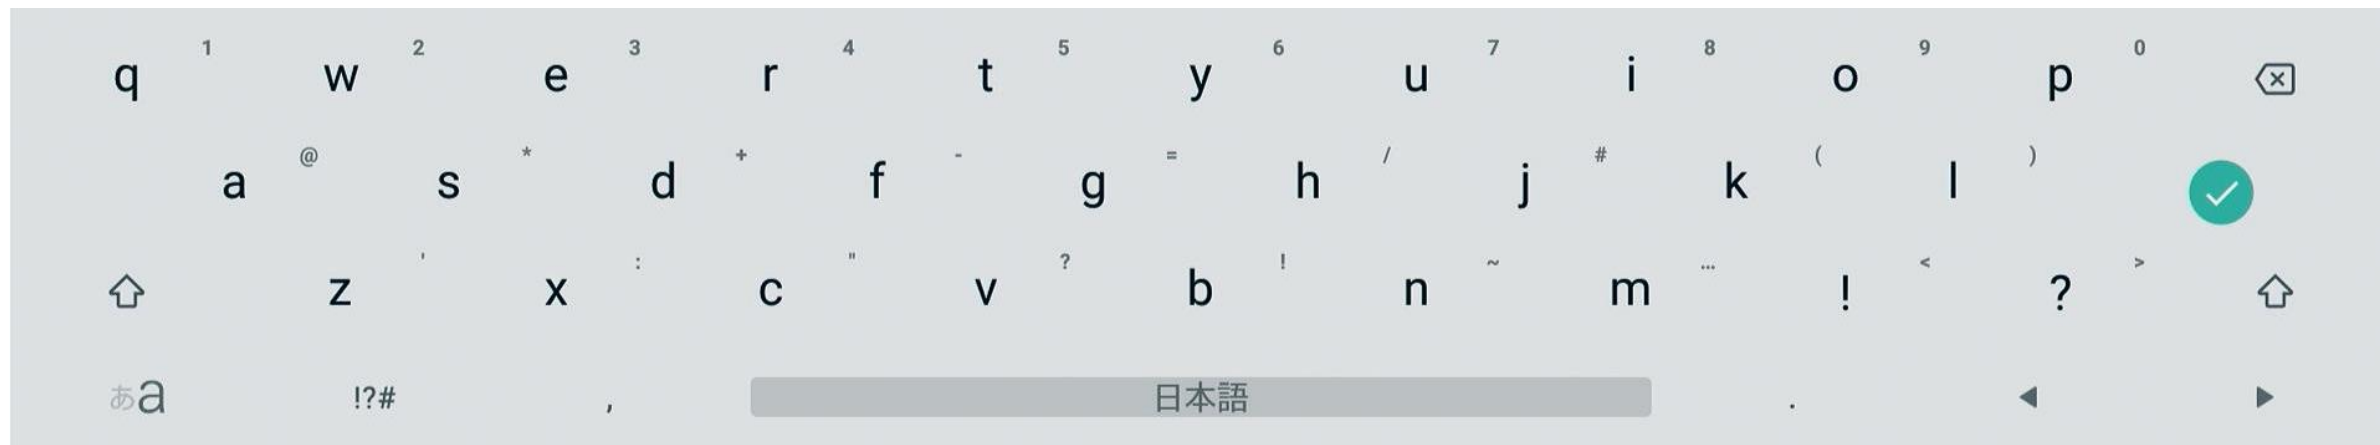 1 2 3 4 5 6 7 8 9 0
q w e r t y u i o p
@ * + - = / # ( )
a s d f g h j k l
' : " ? ! ~ … < >
z x c v b n m ! ?
あa !?# , 日本語 .